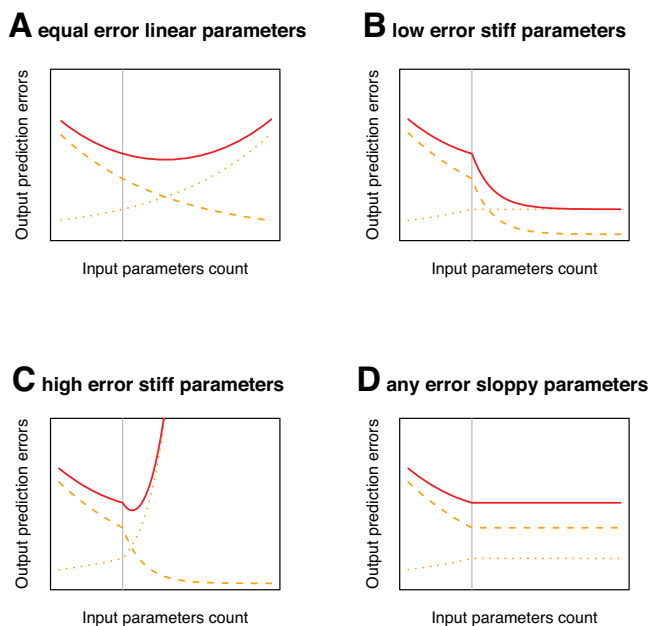 A equal error linear parameters
B low error stiff parameters
Output prediction errors
Output prediction errors
Input parameters count
Input parameters count
C high error stiff parameters
D any error sloppy parameters
Output prediction errors
Output prediction errors
Input parameters count
Input parameters count